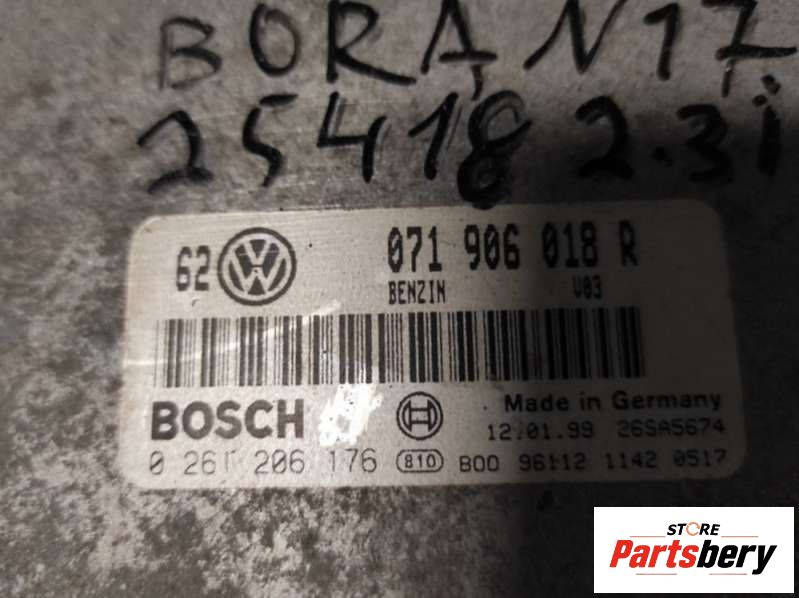 BORA N17
25418 2.3i
62 VW 071 906 018 R
BENZIN V03
BOSCH Made in Germany
12.01.99 26SA5674
0 261 206 176 810 B00 96112 1142 0517
STORE
Partsbery